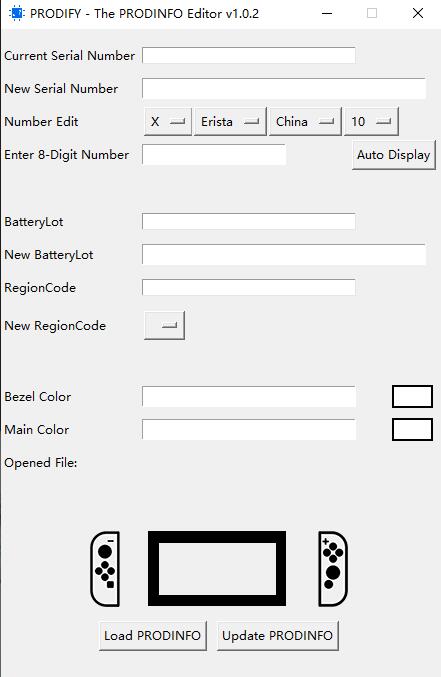 PRODIFY - The PRODINFO Editor v1.0.2
Current Serial Number
New Serial Number
Number Edit X Erista China 10
Enter 8-Digit Number Auto Display
BatteryLot
New BatteryLot
RegionCode
New RegionCode
Bezel Color
Main Color
Opened File:
Load PRODINFO Update PRODINFO